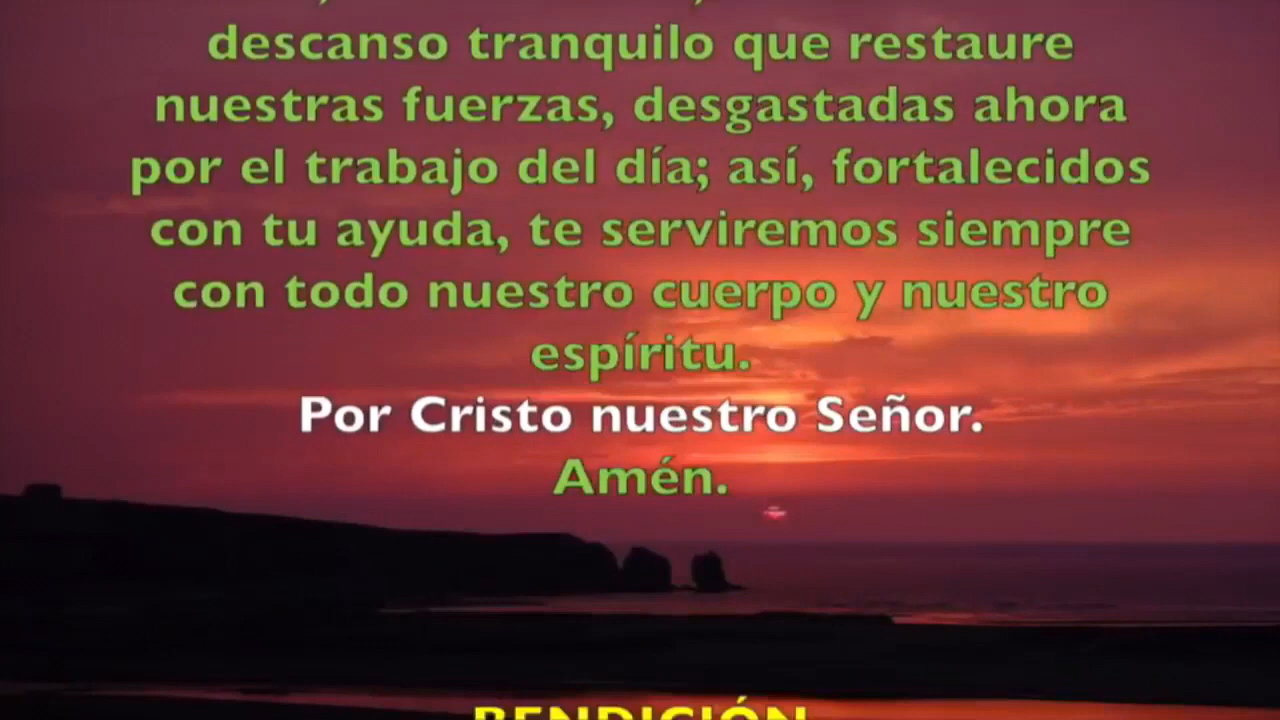 descanso tranquilo que restaure
nuestras fuerzas, desgastadas ahora
por el trabajo del día; así, fortalecidos
con tu ayuda, te serviremos siempre
con todo nuestro cuerpo y nuestro
espíritu.
Por Cristo nuestro Señor.
Amén.
BENDICIÓN